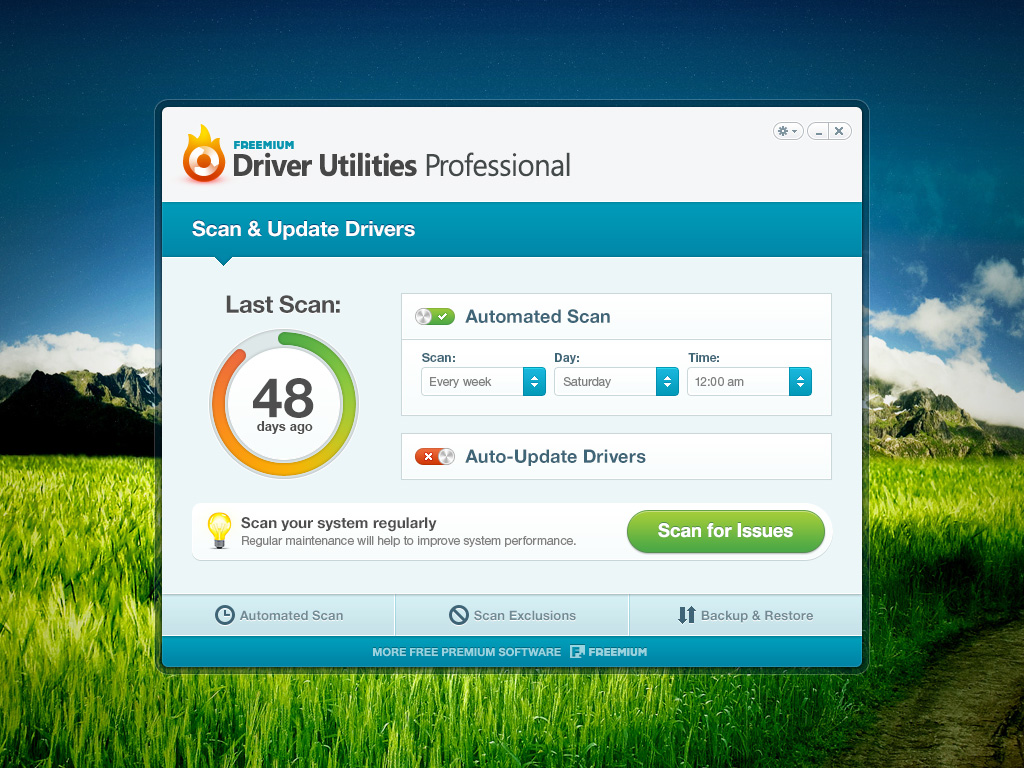 FREEMIUM
Driver Utilities Professional
Scan & Update Drivers
Last Scan:
48
days ago
Automated Scan
Scan: Day: Time:
Every week Saturday 12:00 am
Auto-Update Drivers
Scan your system regularly
Regular maintenance will help to improve system performance.
Scan for Issues
Automated Scan Scan Exclusions Backup & Restore
MORE FREE PREMIUM SOFTWARE FREEMIUM